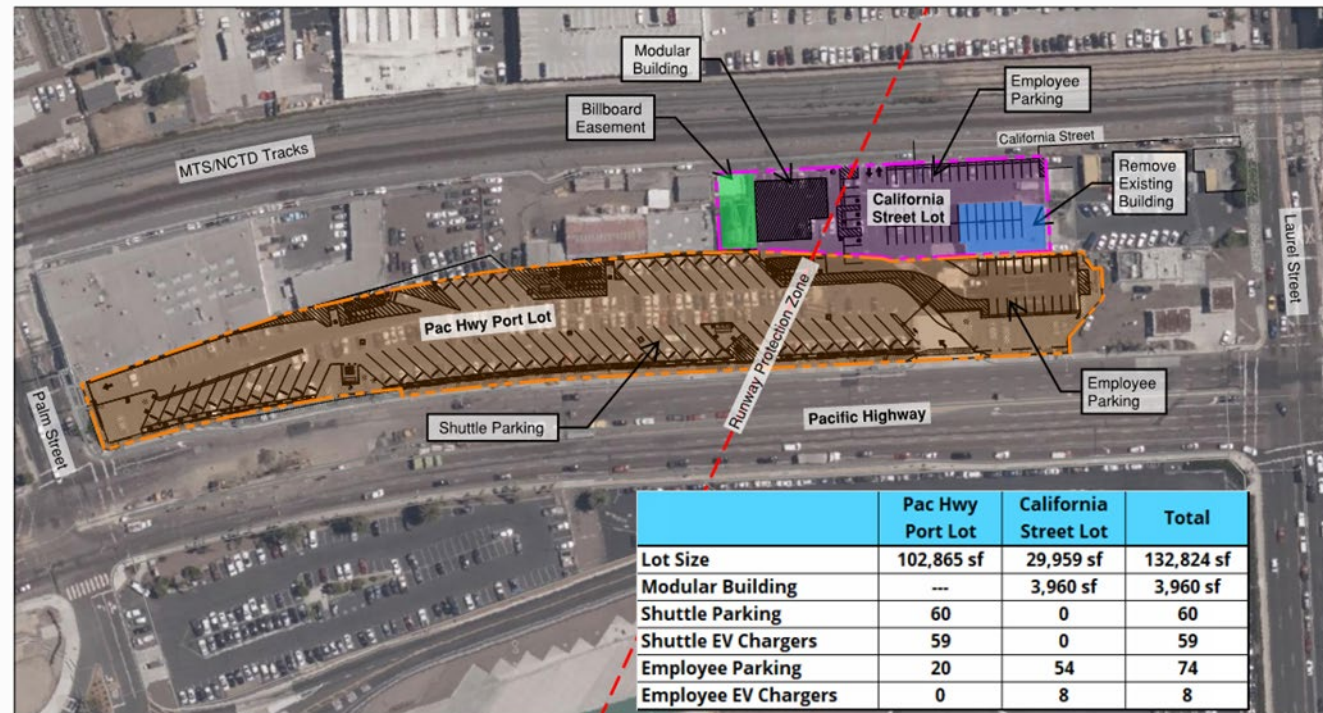 Modular
Building
Billboard
Easement
Employee
Parking
MTS/NCTD Tracks
California Street
Remove
Existing
Building
California
Street Lot
Laurel Street
Pac Hwy Port Lot
Runway Protection Zone
Palm Street
Shuttle Parking
Pacific Highway
Employee
Parking
Pac Hwy Port Lot California Street Lot Total
Lot Size 102,865 sf 29,959 sf 132,824 sf
Modular Building --- 3,960 sf 3,960 sf
Shuttle Parking 60 0 60
Shuttle EV Chargers 59 0 59
Employee Parking 20 54 74
Employee EV Chargers 0 8 8